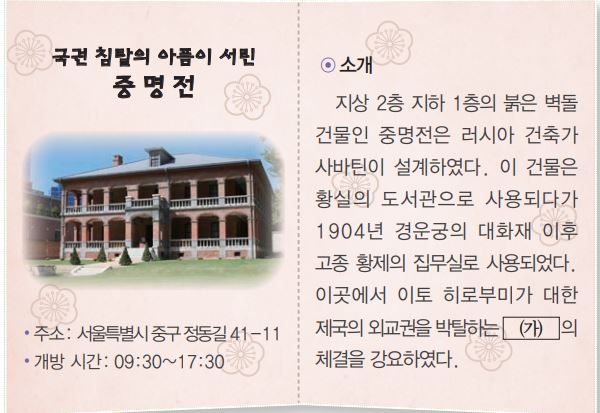 국권 침탈의 아픔이 서린
중명전
• 주소 : 서울특별시 중구 정동길 41－11
• 개방 시간 : 09:30～17:30
◉ 소개
지상 2층 지하 1층의 붉은 벽돌
건물인 중명전은 러시아 건축가
사바틴이 설계하였다. 이 건물은
황실의 도서관으로 사용되다가
1904년 경운궁의 대화재 이후
고종 황제의 집무실로 사용되었다.
이곳에서 이토 히로부미가 대한
제국의 외교권을 박탈하는 (가) 의
체결을 강요하였다.